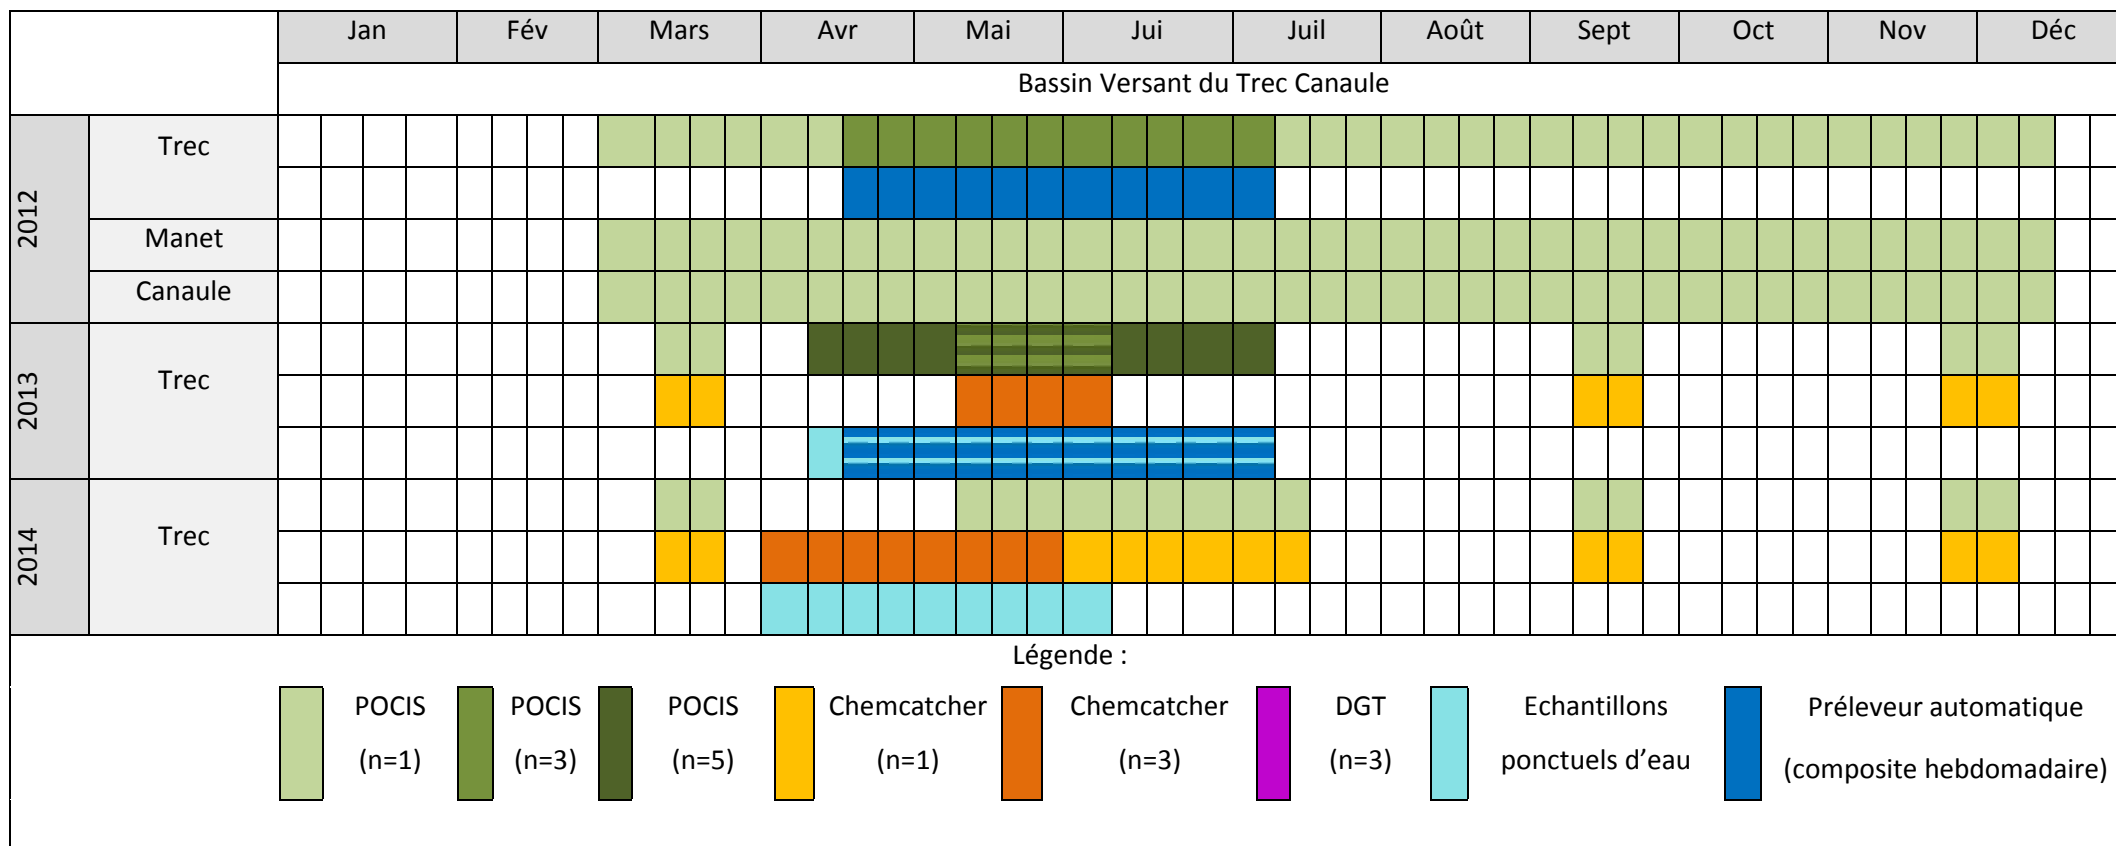 Jan Fév Mars Avr Mai Jui Juil Août Sept Oct Nov Déc
Bassin Versant du Trec Canaule
2012
Trec
Manet
Canaule
2013
Trec
2014
Trec
Légende :
POCIS
(n=1)
POCIS
(n=3)
POCIS
(n=5)
Chemcatcher
(n=1)
Chemcatcher
(n=3)
DGT
(n=3)
Echantillons
ponctuels d’eau
Préleveur automatique
(composite hebdomadaire)